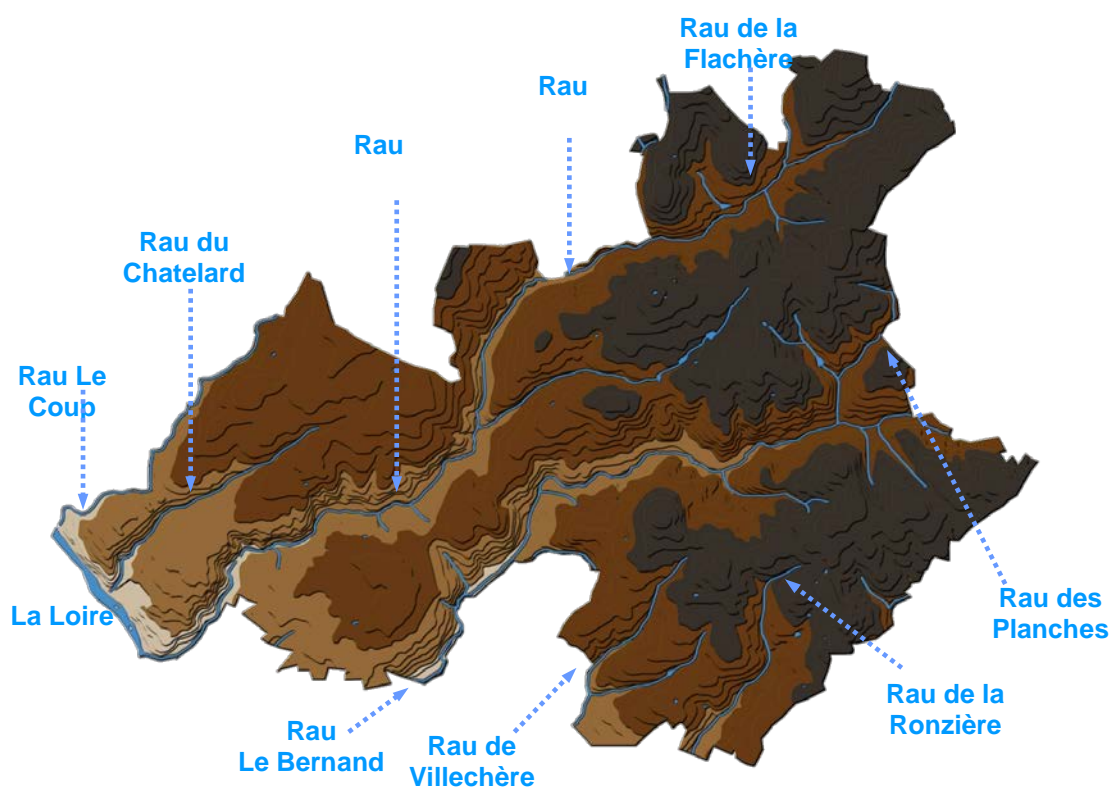 Rau de la
Flachère
Rau
Rau
Rau du
Chatelard
Rau Le
Coup
La Loire
Rau des
Planches
Rau de la
Ronzière
Rau
Le Bernand
Rau de
Villechère